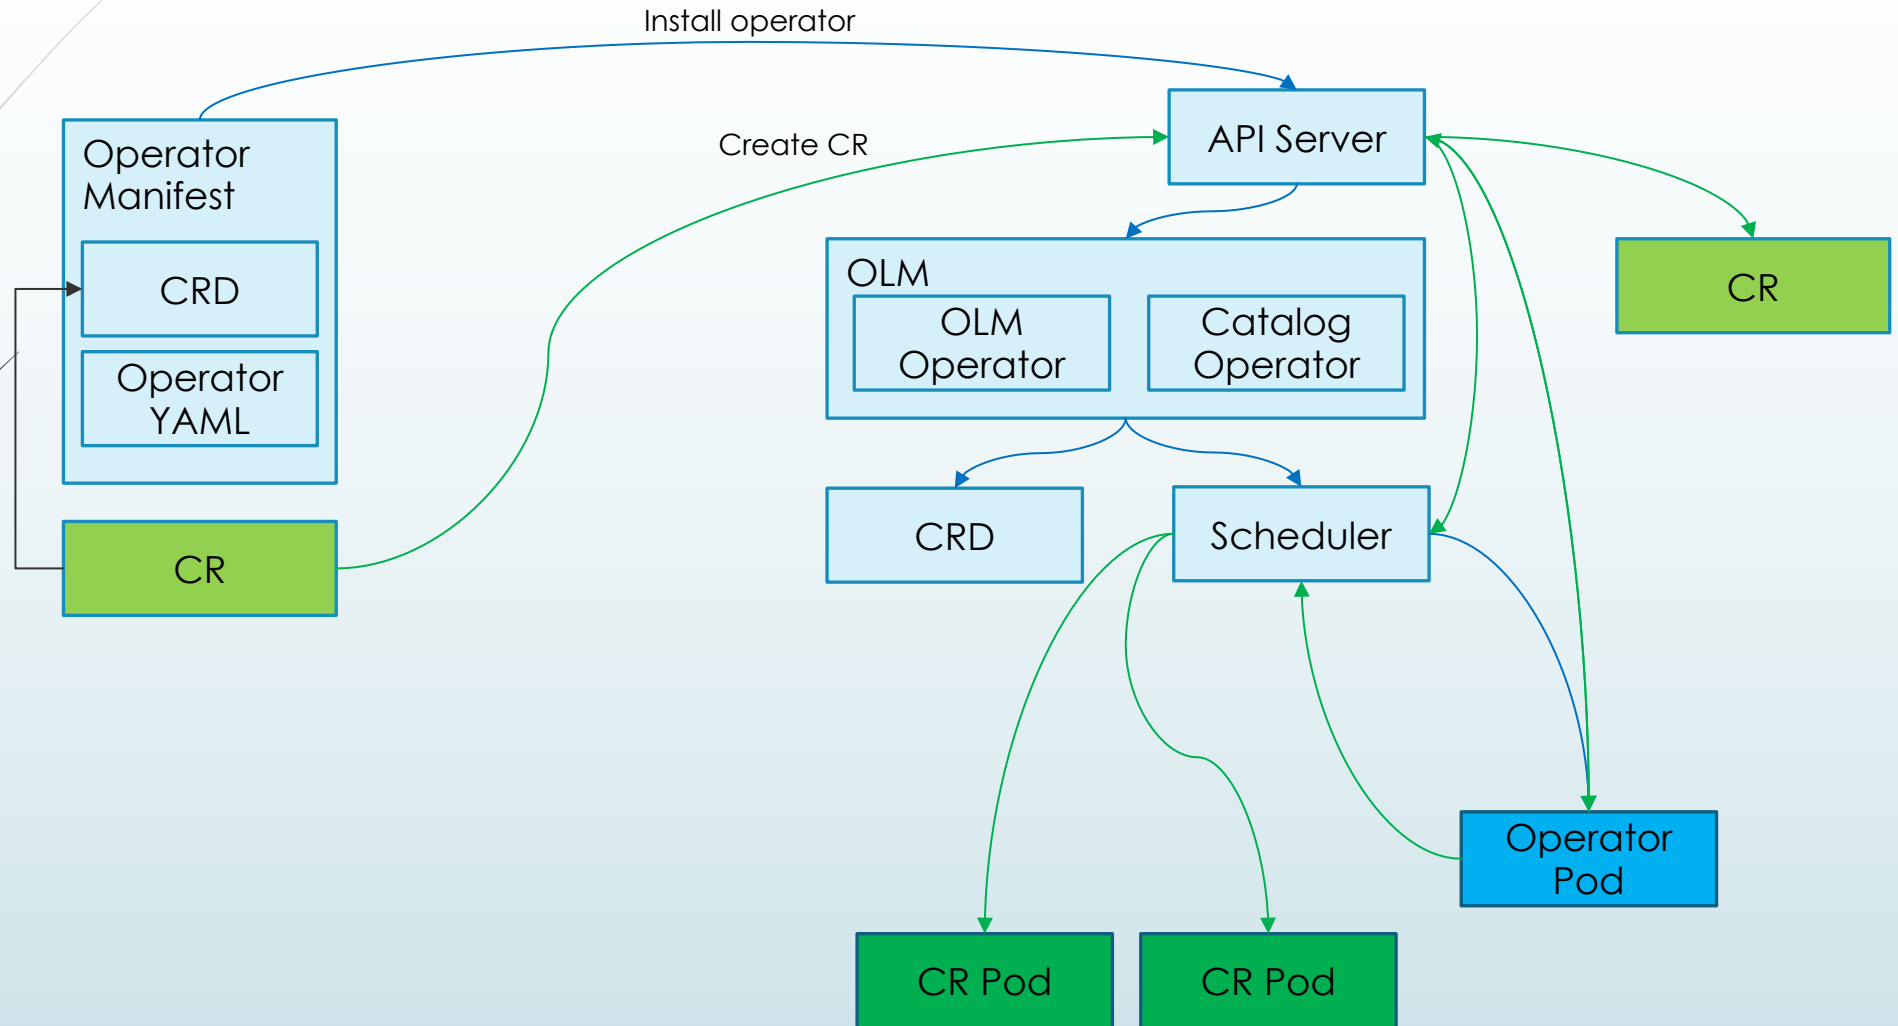 Install operator
Operator
Manifest
CRD
Operator
YAML
CR
Create CR
API Server
OLM
OLM
Operator
Catalog
Operator
CR
CRD
Scheduler
Operator
Pod
CR Pod
CR Pod